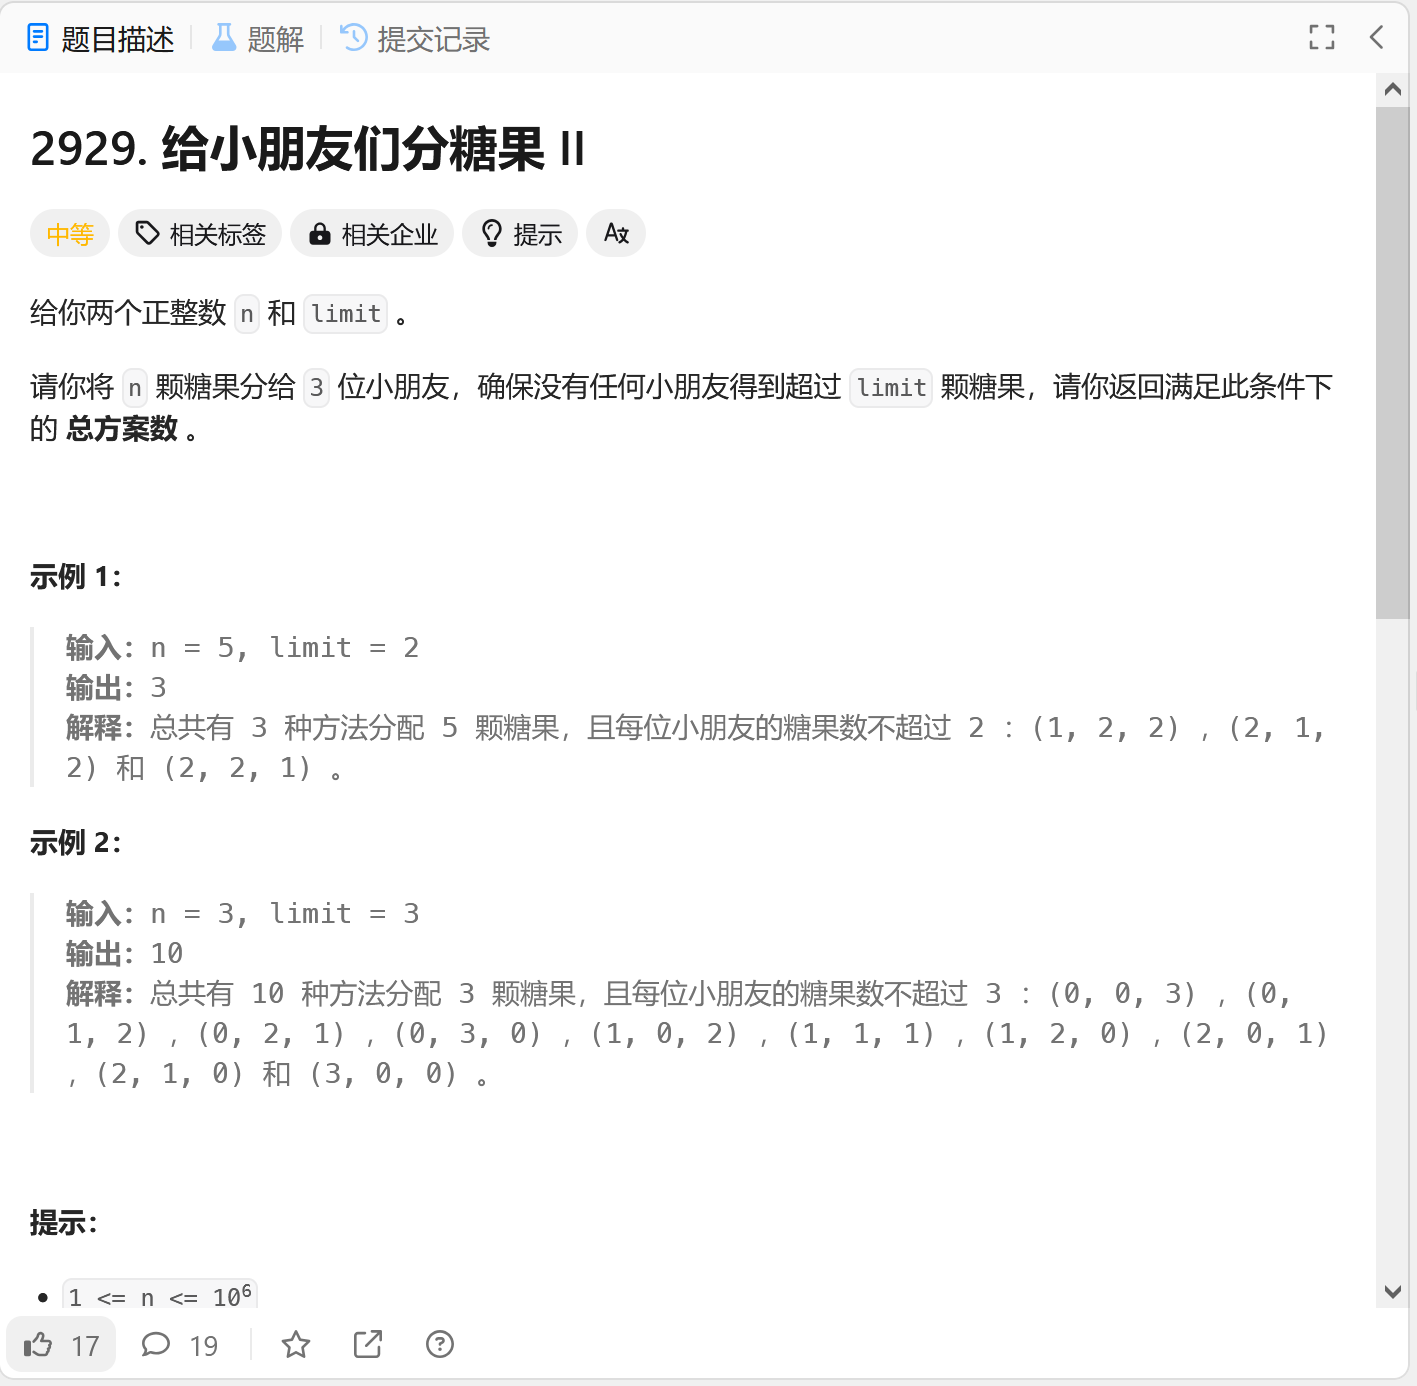 题目描述 题解 提交记录
2929. 给小朋友们分糖果 II
中等 相关标签 相关企业 提示 A文
给你两个正整数 n 和 limit 。
请你将 n 颗糖果分给 3 位小朋友，确保没有任何小朋友得到超过 limit 颗糖果，请你返回满足此条件下
的 总方案数 。
示例 1：
输入：n = 5, limit = 2
输出：3
解释：总共有 3 种方法分配 5 颗糖果，且每位小朋友的糖果数不超过 2 ：(1, 2, 2) ，(2, 1,
2) 和 (2, 2, 1) 。
示例 2：
输入：n = 3, limit = 3
输出：10
解释：总共有 10 种方法分配 3 颗糖果，且每位小朋友的糖果数不超过 3 ：(0, 0, 3) ，(0,
1, 2) ，(0, 2, 1) ，(0, 3, 0) ，(1, 0, 2) ，(1, 1, 1) ，(1, 2, 0) ，(2, 0, 1)
，(2, 1, 0) 和 (3, 0, 0) 。
提示：
• 1 <= n <= 10⁶
17 19